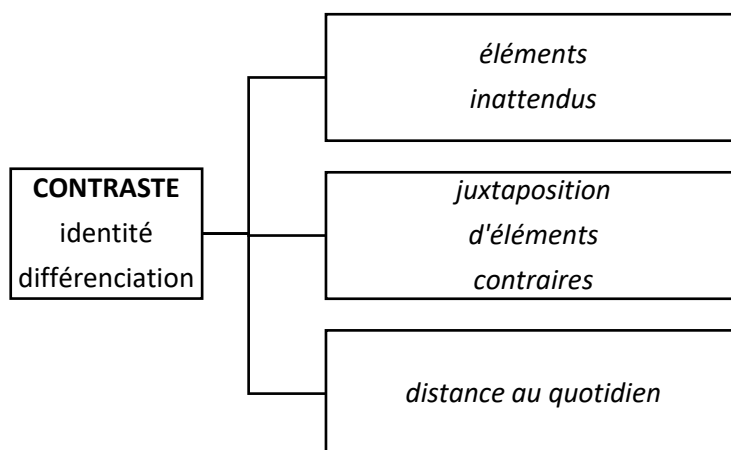 CONTRASTE
identité
différenciation
éléments
inattendus
juxtaposition
d'éléments
contraires
distance au quotidien